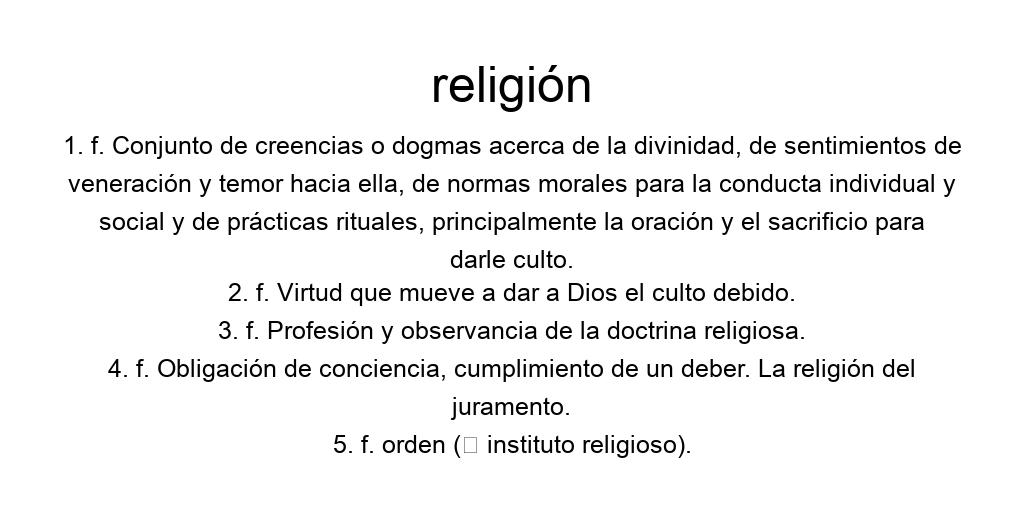 religión
1. f. Conjunto de creencias o dogmas acerca de la divinidad, de sentimientos de
veneración y temor hacia ella, de normas morales para la conducta individual y
social y de prácticas rituales, principalmente la oración y el sacrificio para
darle culto.
2. f. Virtud que mueve a dar a Dios el culto debido.
3. f. Profesión y observancia de la doctrina religiosa.
4. f. Obligación de conciencia, cumplimiento de un deber. La religión del
juramento.
5. f. orden (□ instituto religioso).